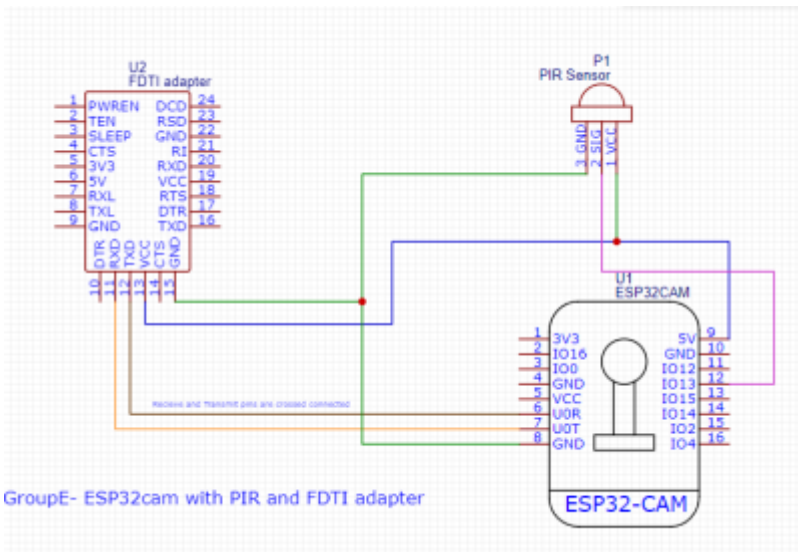 U2
FDTI adapter
1 PWREN DCD 24
2 TEN RSD 23
3 SLEEP GND 22
4 CTS RI 21
5 3V3 RXD 20
6 5V VCC 19
7 RXL RTS 18
8 TXL DTR 17
9 GND TXD 16
DTR RXD TXD VCC CTS GND
10 11 12 13 14 15
P1
PIR Sensor
3 GND
2 SIG
1 VCC
U1
ESP32CAM
1 3V3 5V 9
2 IO16 GND 10
3 IO0 IO12 11
4 GND IO13 12
5 VCC IO15 13
6 U0R IO14 14
7 U0T IO2 15
8 GND IO4 16
ESP32-CAM
Recieve and Transmit pins are crossed connected
GroupE- ESP32cam with PIR and FDTI adapter